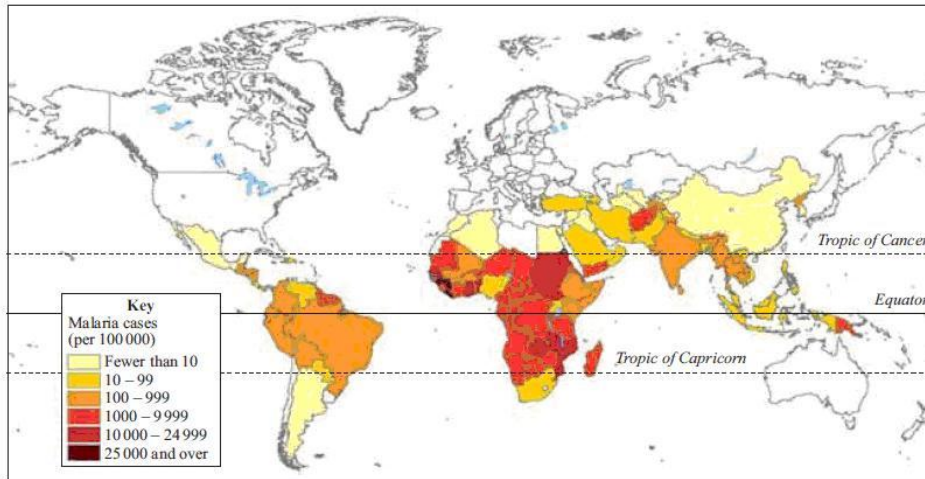 Tropic of Cancer
Equator
Key
Malaria cases
(per 100 000)
Fewer than 10
10 – 99
100 – 999
1000 – 9 999
10 000 – 24 999
25 000 and over
Tropic of Capricorn